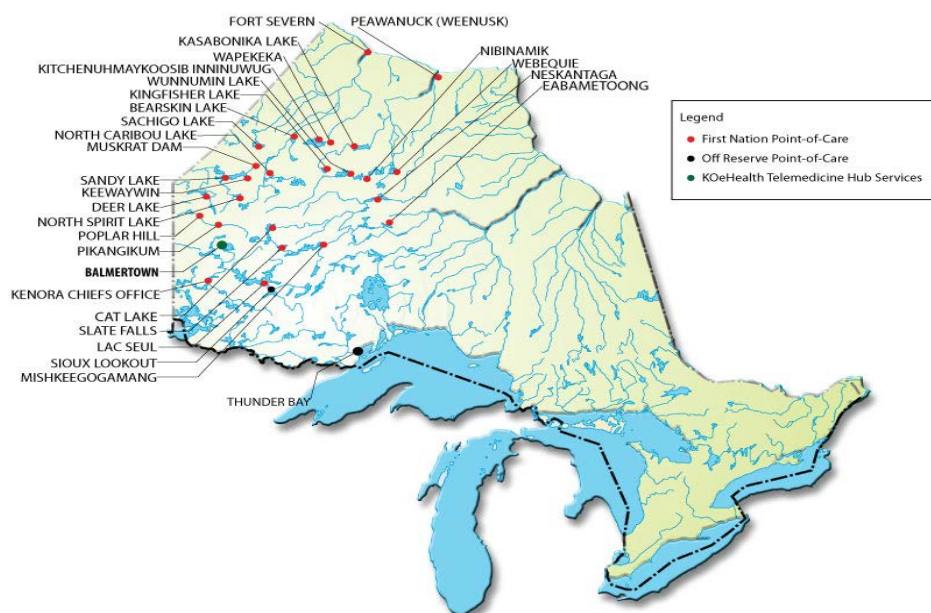 FORT SEVERN
PEAWANUCK (WEENUSK)
KASABONIKA LAKE
WAPEKEKA
KITCHENUHMAYKOOSIB INNINUWUG
WUNNUMIN LAKE
KINGFISHER LAKE
BEARSKIN LAKE
SACHIGO LAKE
NORTH CARIBOU LAKE
MUSKRAT DAM
SANDY LAKE
KEEWAYWIN
DEER LAKE
NORTH SPIRIT LAKE
POPLAR HILL
PIKANGIKUM
BALMERTOWN
KENORA CHIEFS OFFICE
CAT LAKE
SLATE FALLS
LAC SEUL
SIOUX LOOKOUT
MISHKEEGOGAMANG
THUNDER BAY
NIBINAMIK
WEBEQUIE
NESKANTAGA
EABAMETOONG
Legend
First Nation Point-of-Care
Off Reserve Point-of-Care
KOeHealth Telemedicine Hub Services